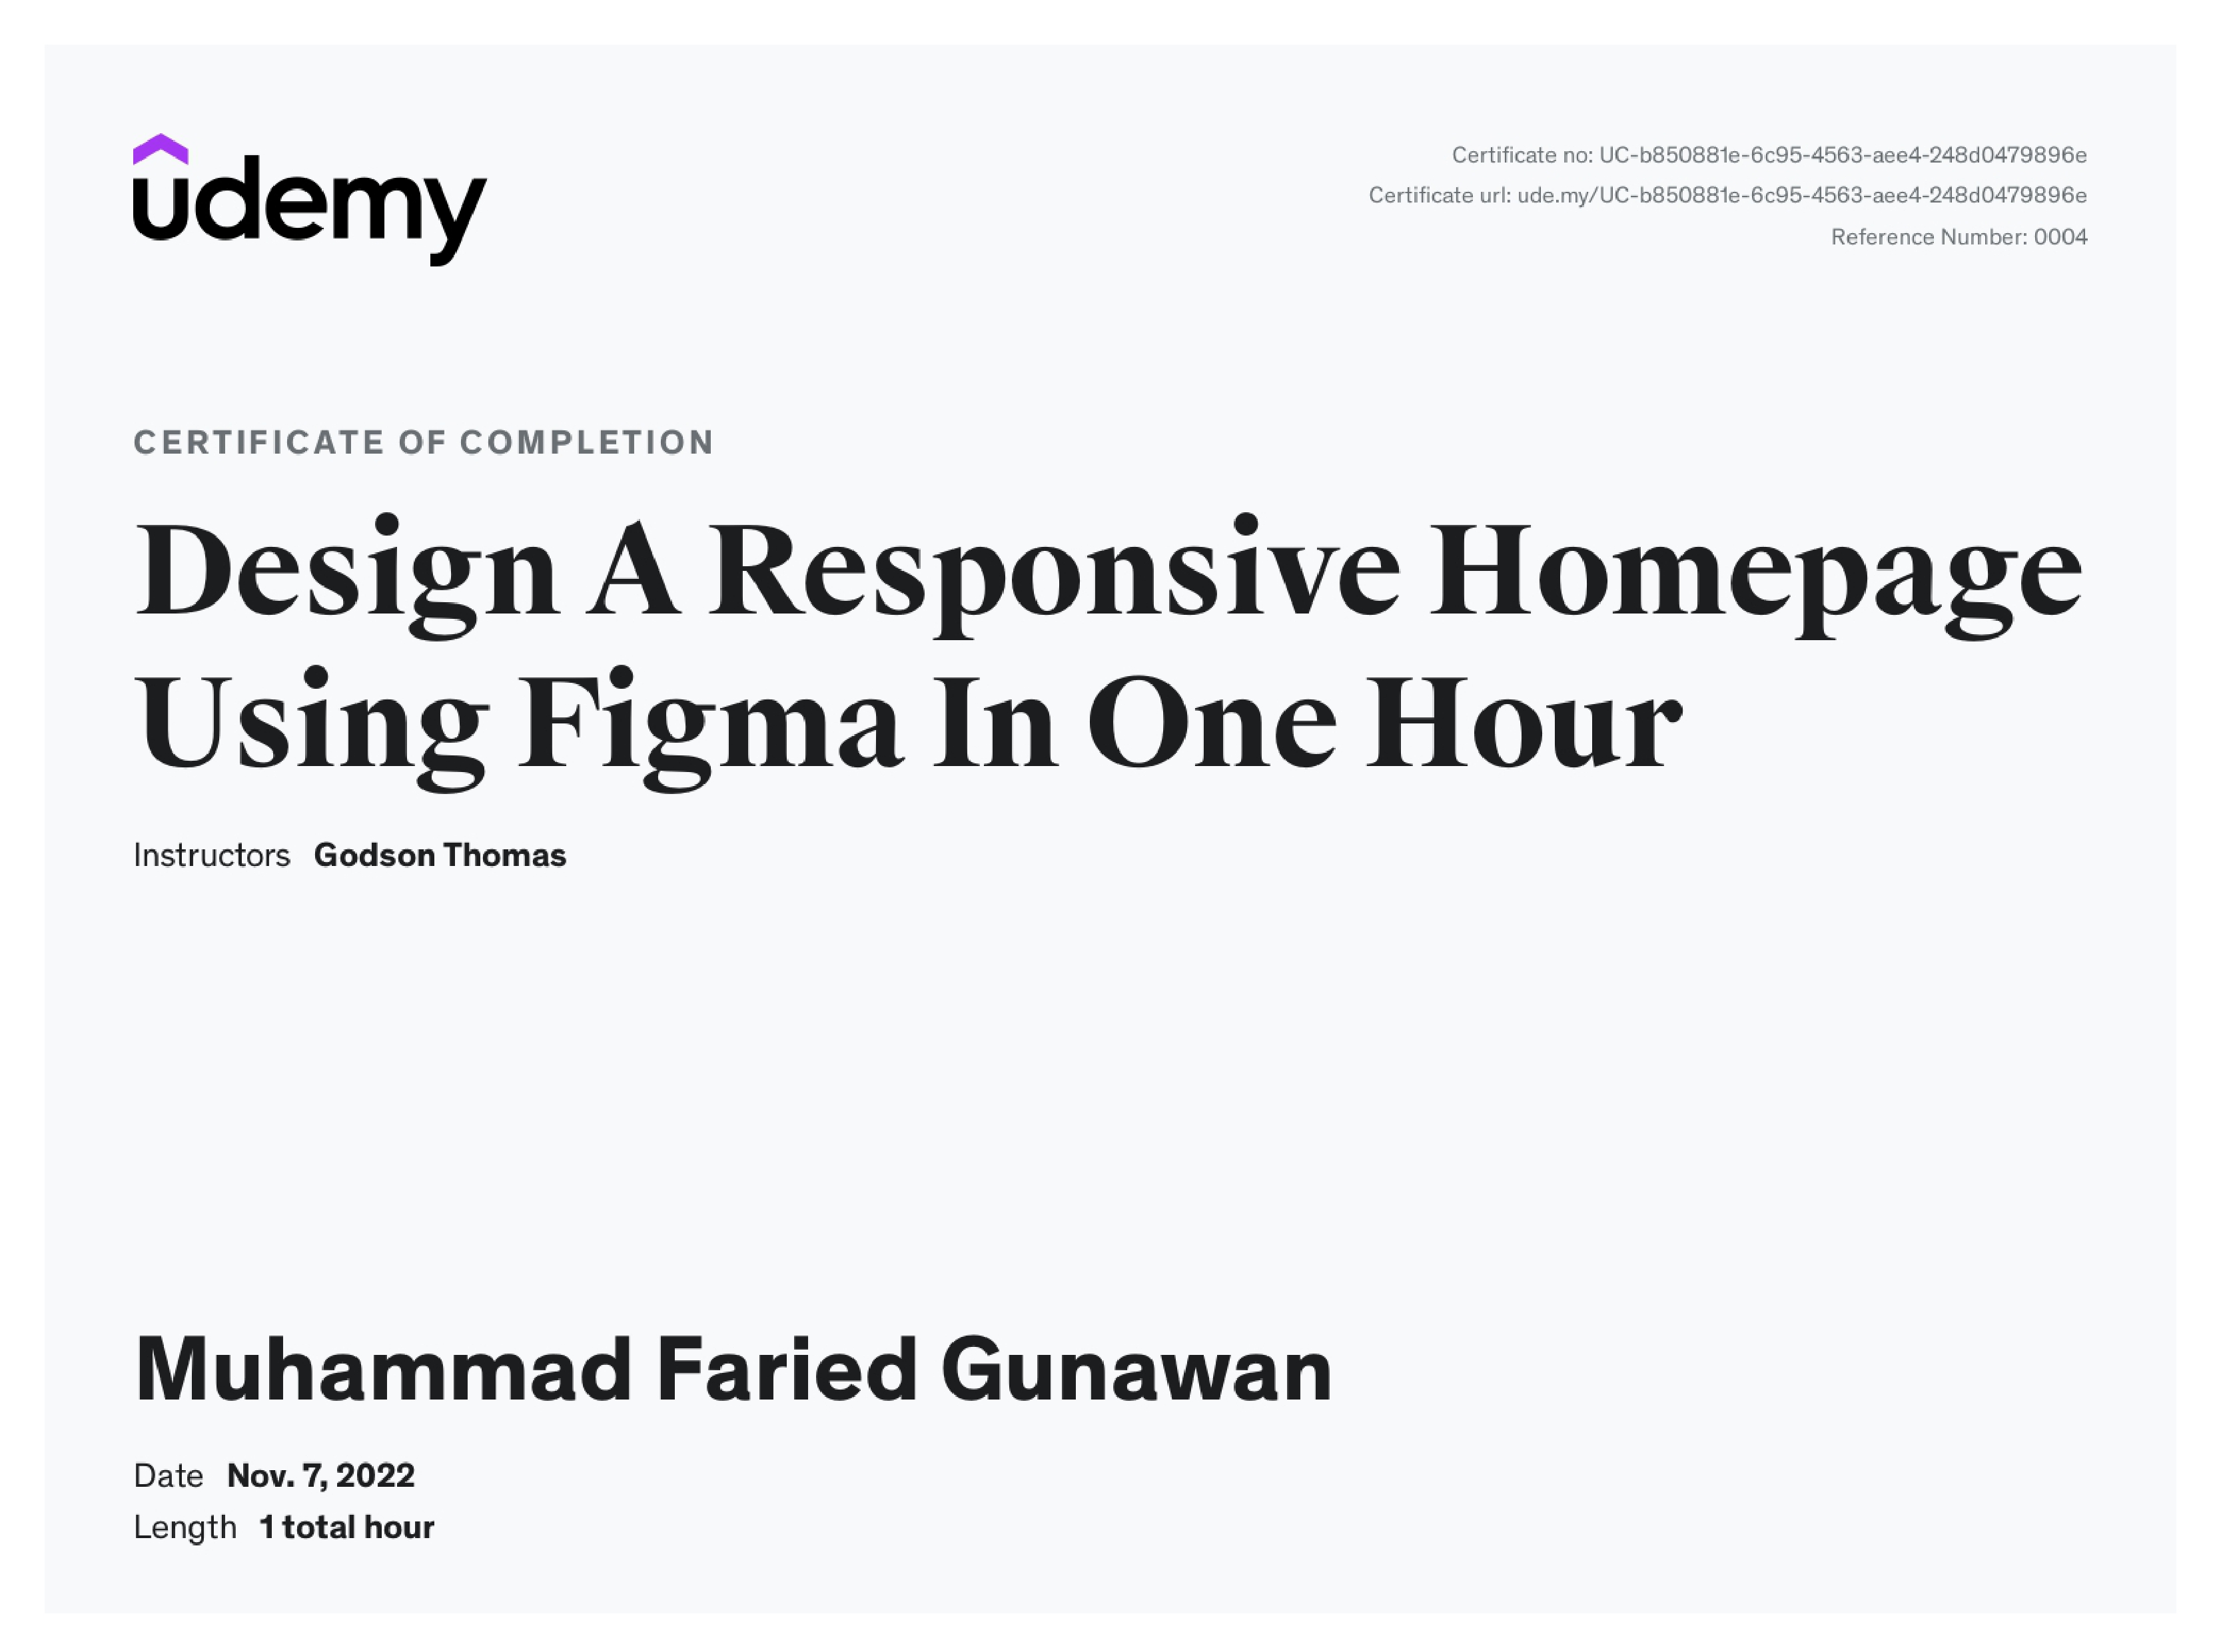 udemy
Certificate no: UC-b850881e-6c95-4563-aee4-248d0479896e
Certificate url: ude.my/UC-b850881e-6c95-4563-aee4-248d0479896e
Reference Number: 0004
CERTIFICATE OF COMPLETION
Design A Responsive Homepage
Using Figma In One Hour
Instructors Godson Thomas
Muhammad Faried Gunawan
Date Nov. 7, 2022
Length 1 total hour